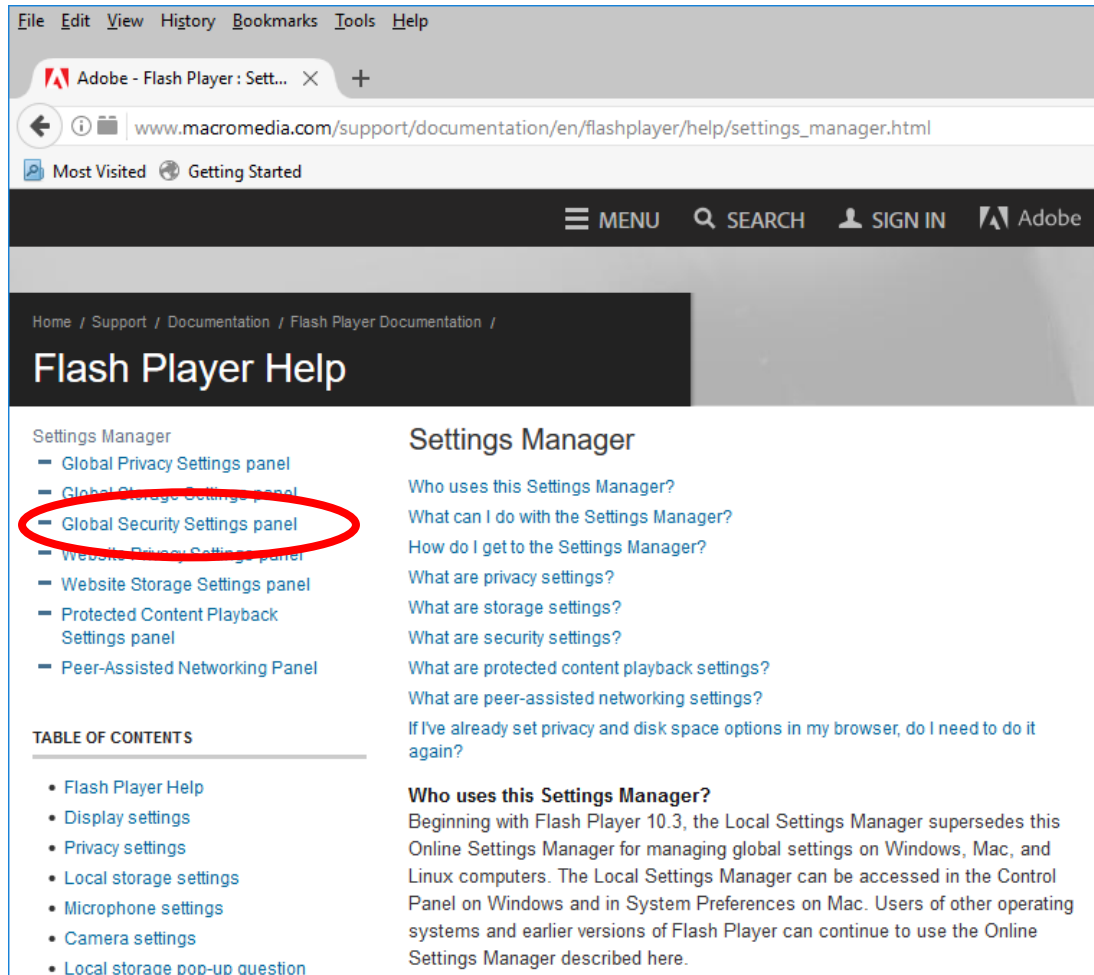 File Edit View History Bookmarks Tools Help
Adobe - Flash Player : Sett...
www.macromedia.com/support/documentation/en/flashplayer/help/settings_manager.html
Most Visited Getting Started
MENU SEARCH SIGN IN Adobe
Home / Support / Documentation / Flash Player Documentation /
Flash Player Help
Settings Manager
Global Privacy Settings panel
Global Storage Settings panel
Global Security Settings panel
Website Privacy Settings panel
Website Storage Settings panel
Protected Content Playback
Settings panel
Peer-Assisted Networking Panel
TABLE OF CONTENTS
Flash Player Help
Display settings
Privacy settings
Local storage settings
Microphone settings
Camera settings
Local storage pop-up question
Settings Manager
Who uses this Settings Manager?
What can I do with the Settings Manager?
How do I get to the Settings Manager?
What are privacy settings?
What are storage settings?
What are security settings?
What are protected content playback settings?
What are peer-assisted networking settings?
If I've already set privacy and disk space options in my browser, do I need to do it
again?
Who uses this Settings Manager?
Beginning with Flash Player 10.3, the Local Settings Manager supersedes this
Online Settings Manager for managing global settings on Windows, Mac, and
Linux computers. The Local Settings Manager can be accessed in the Control
Panel on Windows and in System Preferences on Mac. Users of other operating
systems and earlier versions of Flash Player can continue to use the Online
Settings Manager described here.